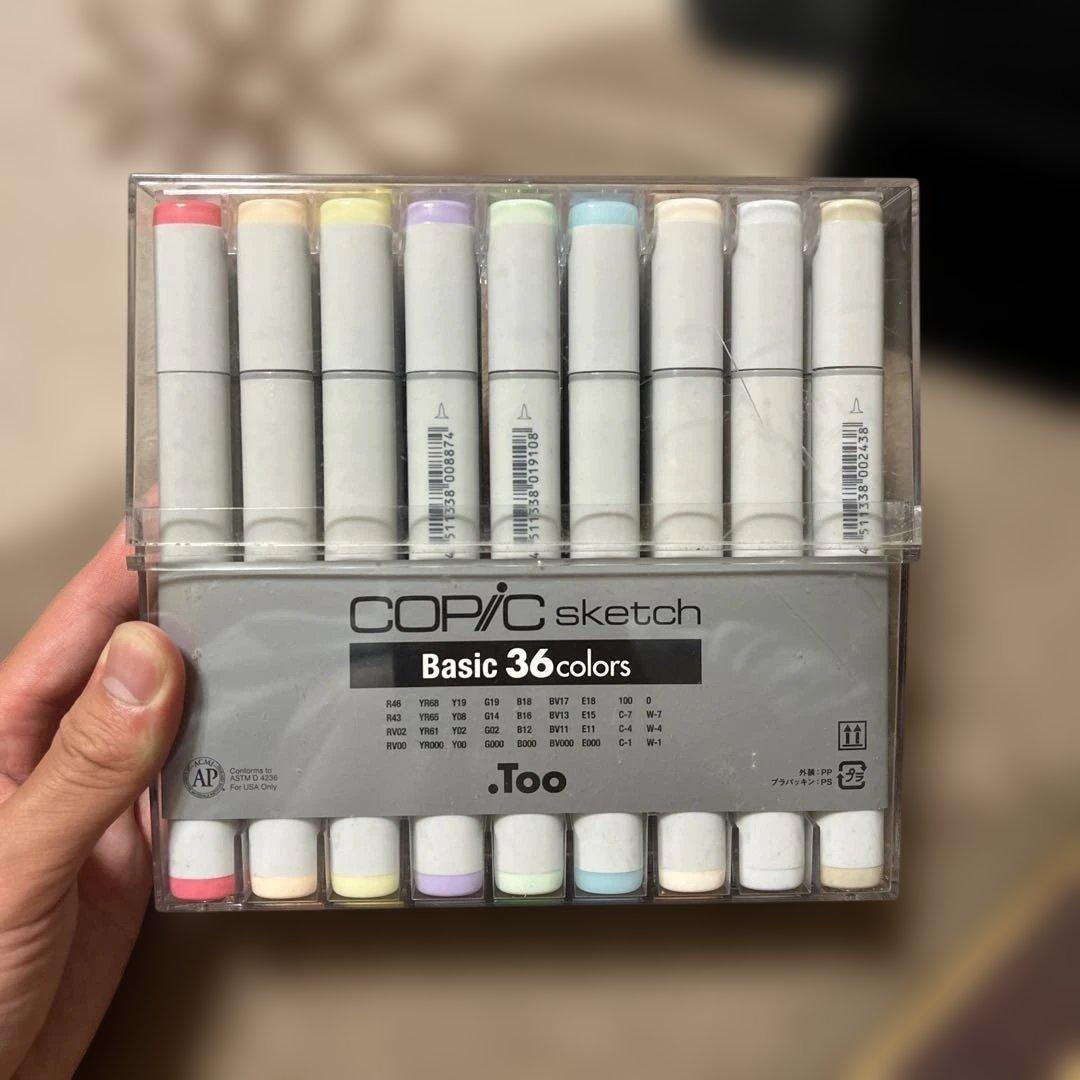 4 511338 008874
4 511338 019108
4 511338 002438
COPiC sketch
Basic 36 colors
R46 YR68 Y19 G19 B18 BV17 E18 100 0
R43 YR65 Y08 G14 B16 BV13 E15 C-7 W-7
RV02 YR61 Y02 G02 B12 BV11 E11 C-4 W-4
RV00 YR000 Y00 G000 B000 BV000 E000 C-1 W-1
ACMI
AP
Conforms to
ASTM D 4236
For USA Only
.Too
外装：PP
プラパッキン：PS
プラ